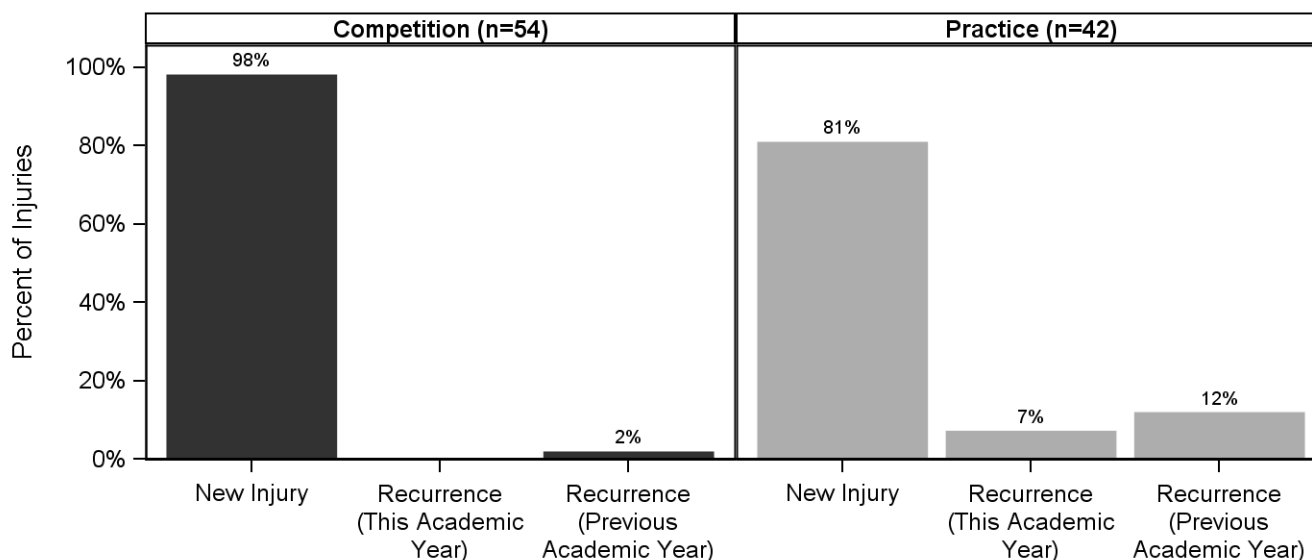 Competition (n=54)
Practice (n=42)
Percent of Injuries
100%
80%
60%
40%
20%
0%
98%
2%
81%
7%
12%
New Injury
Recurrence
(This Academic
Year)
Recurrence
(Previous
Academic Year)
New Injury
Recurrence
(This Academic
Year)
Recurrence
(Previous
Academic Year)